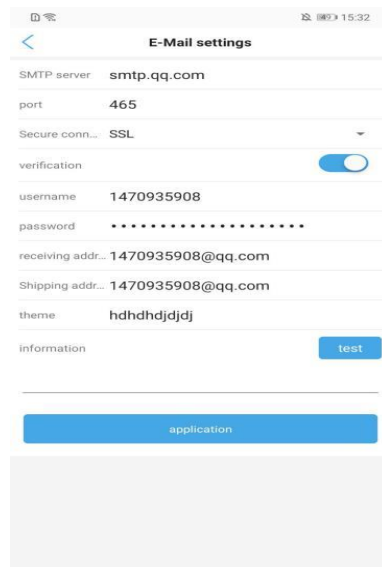 15:32
E-Mail settings
SMTP server smtp.qq.com
port 465
Secure conn... SSL
verification
username 1470935908
password ••••••••••••••••••••
receiving addr... 1470935908@qq.com
Shipping addr... 1470935908@qq.com
theme hdhdhdjdjdj
information test
application